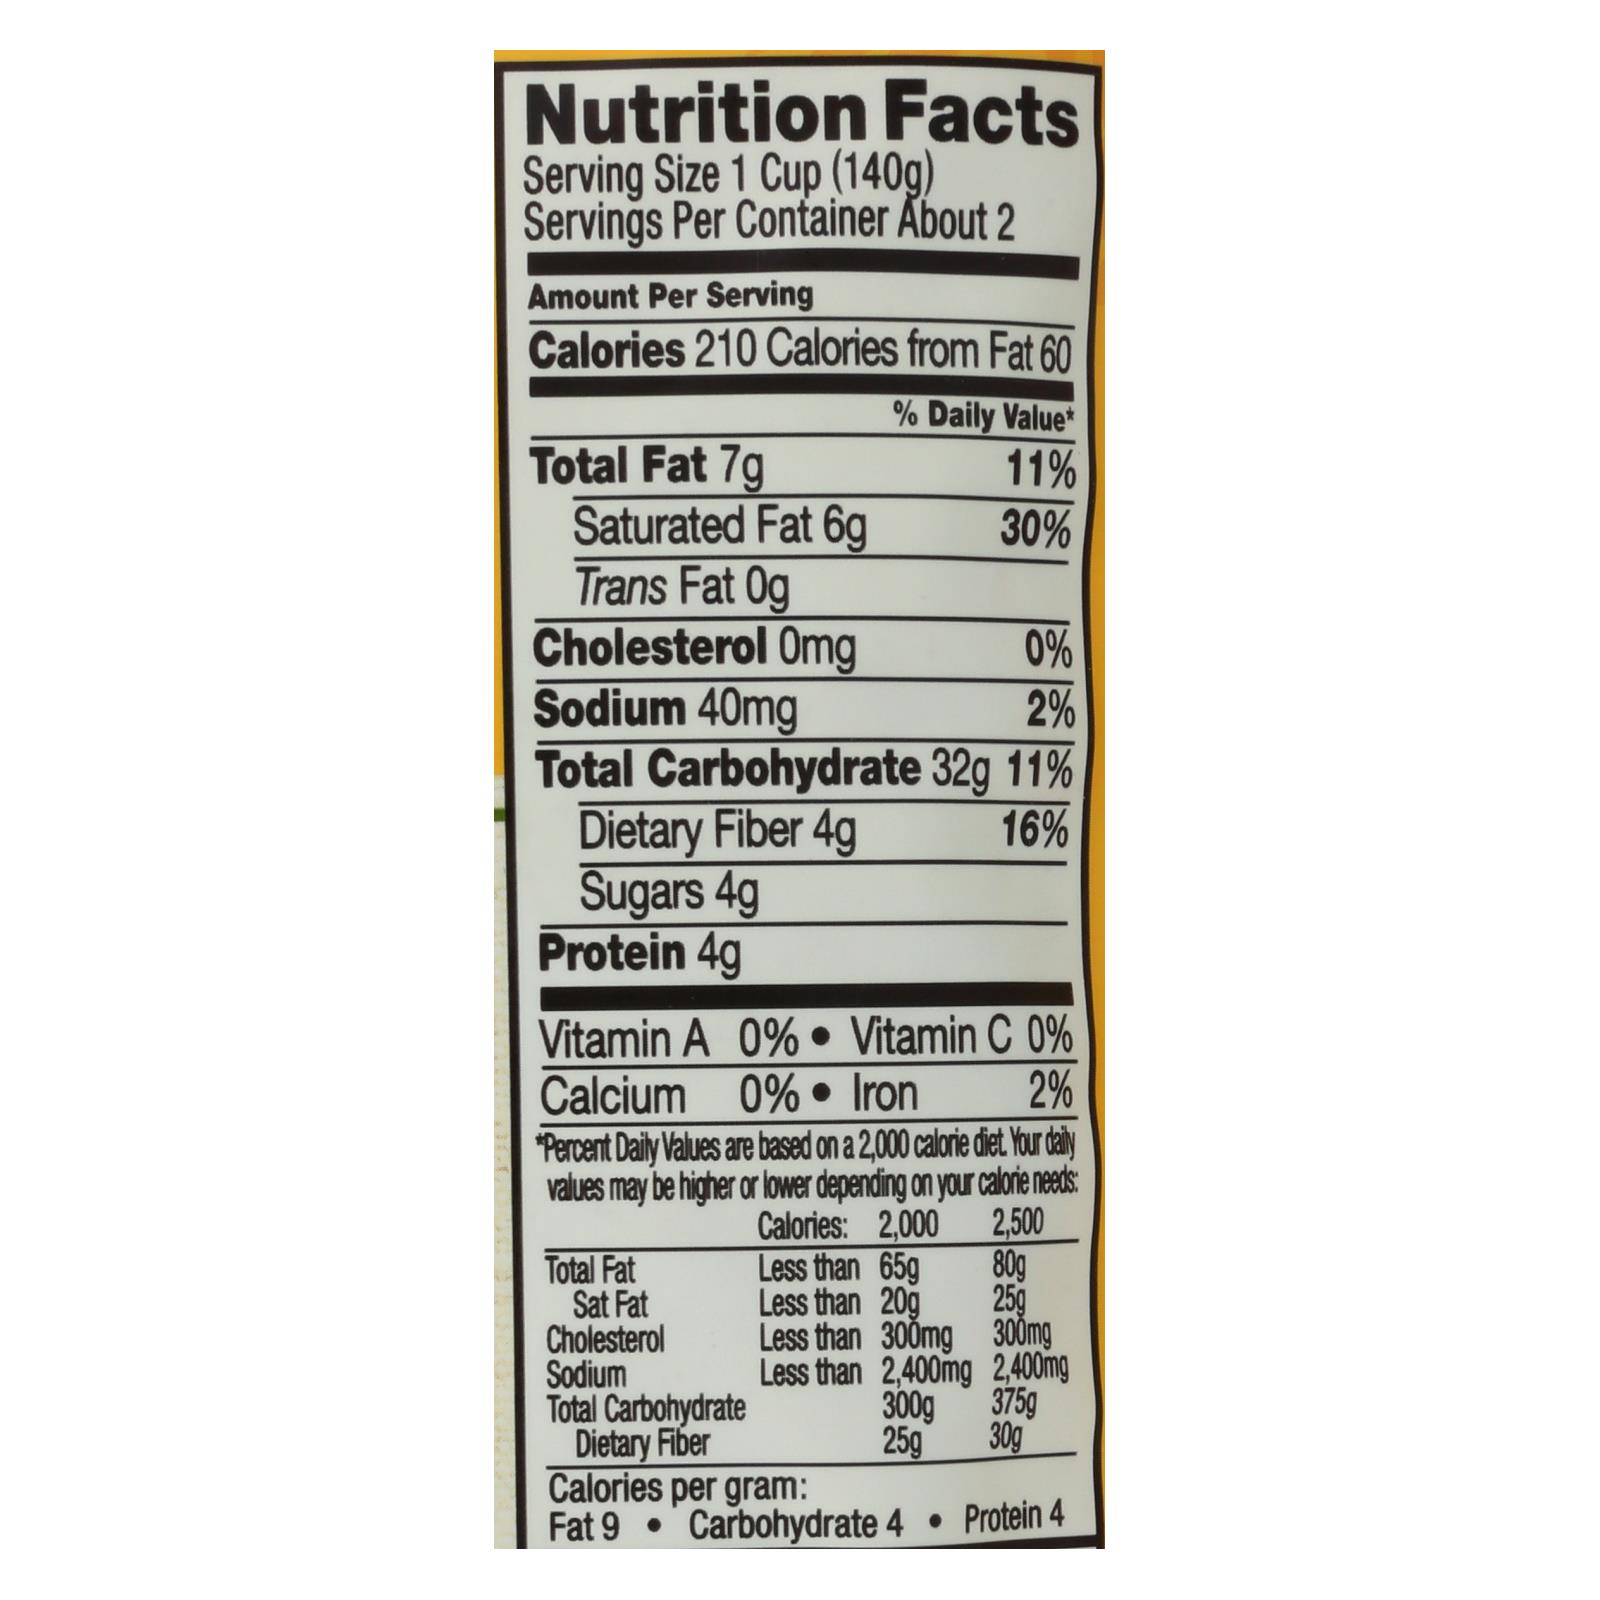 Nutrition Facts
Serving Size 1 Cup (140g)
Servings Per Container About 2
Amount Per Serving
Calories 210 Calories from Fat 60
% Daily Value*
Total Fat 7g 11%
Saturated Fat 6g 30%
Trans Fat 0g
Cholesterol 0mg 0%
Sodium 40mg 2%
Total Carbohydrate 32g 11%
Dietary Fiber 4g 16%
Sugars 4g
Protein 4g
Vitamin A 0% • Vitamin C 0%
Calcium 0% • Iron 2%
*Percent Daily Values are based on a 2,000 calorie diet. Your daily
values may be higher or lower depending on your calorie needs:
Calories: 2,000 2,500
Total Fat Less than 65g 80g
Sat Fat Less than 20g 25g
Cholesterol Less than 300mg 300mg
Sodium Less than 2,400mg 2,400mg
Total Carbohydrate 300g 375g
Dietary Fiber 25g 30g
Calories per gram:
Fat 9 • Carbohydrate 4 • Protein 4